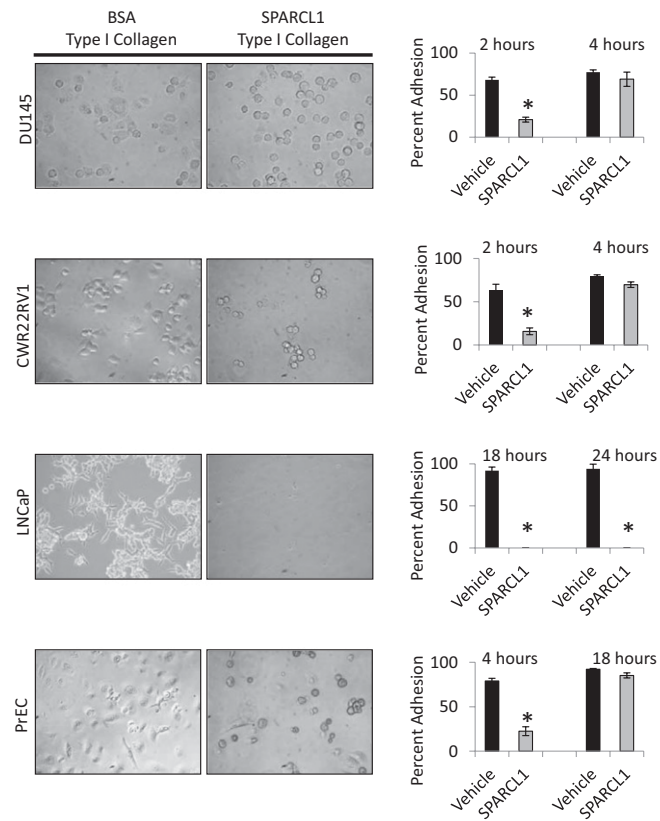 BSA
Type I Collagen
SPARCL1
Type I Collagen
DU145
Percent Adhesion
100
50
0
2 hours
4 hours
*
Vehicle
SPARCL1
Vehicle
SPARCL1
CWR22RV1
Percent Adhesion
100
50
0
2 hours
4 hours
*
Vehicle
SPARCL1
Vehicle
SPARCL1
LNCaP
Percent Adhesion
100
50
0
18 hours
24 hours
*
*
Vehicle
SPARCL1
Vehicle
SPARCL1
PrEC
Percent Adhesion
100
50
0
4 hours
18 hours
*
Vehicle
SPARCL1
Vehicle
SPARCL1